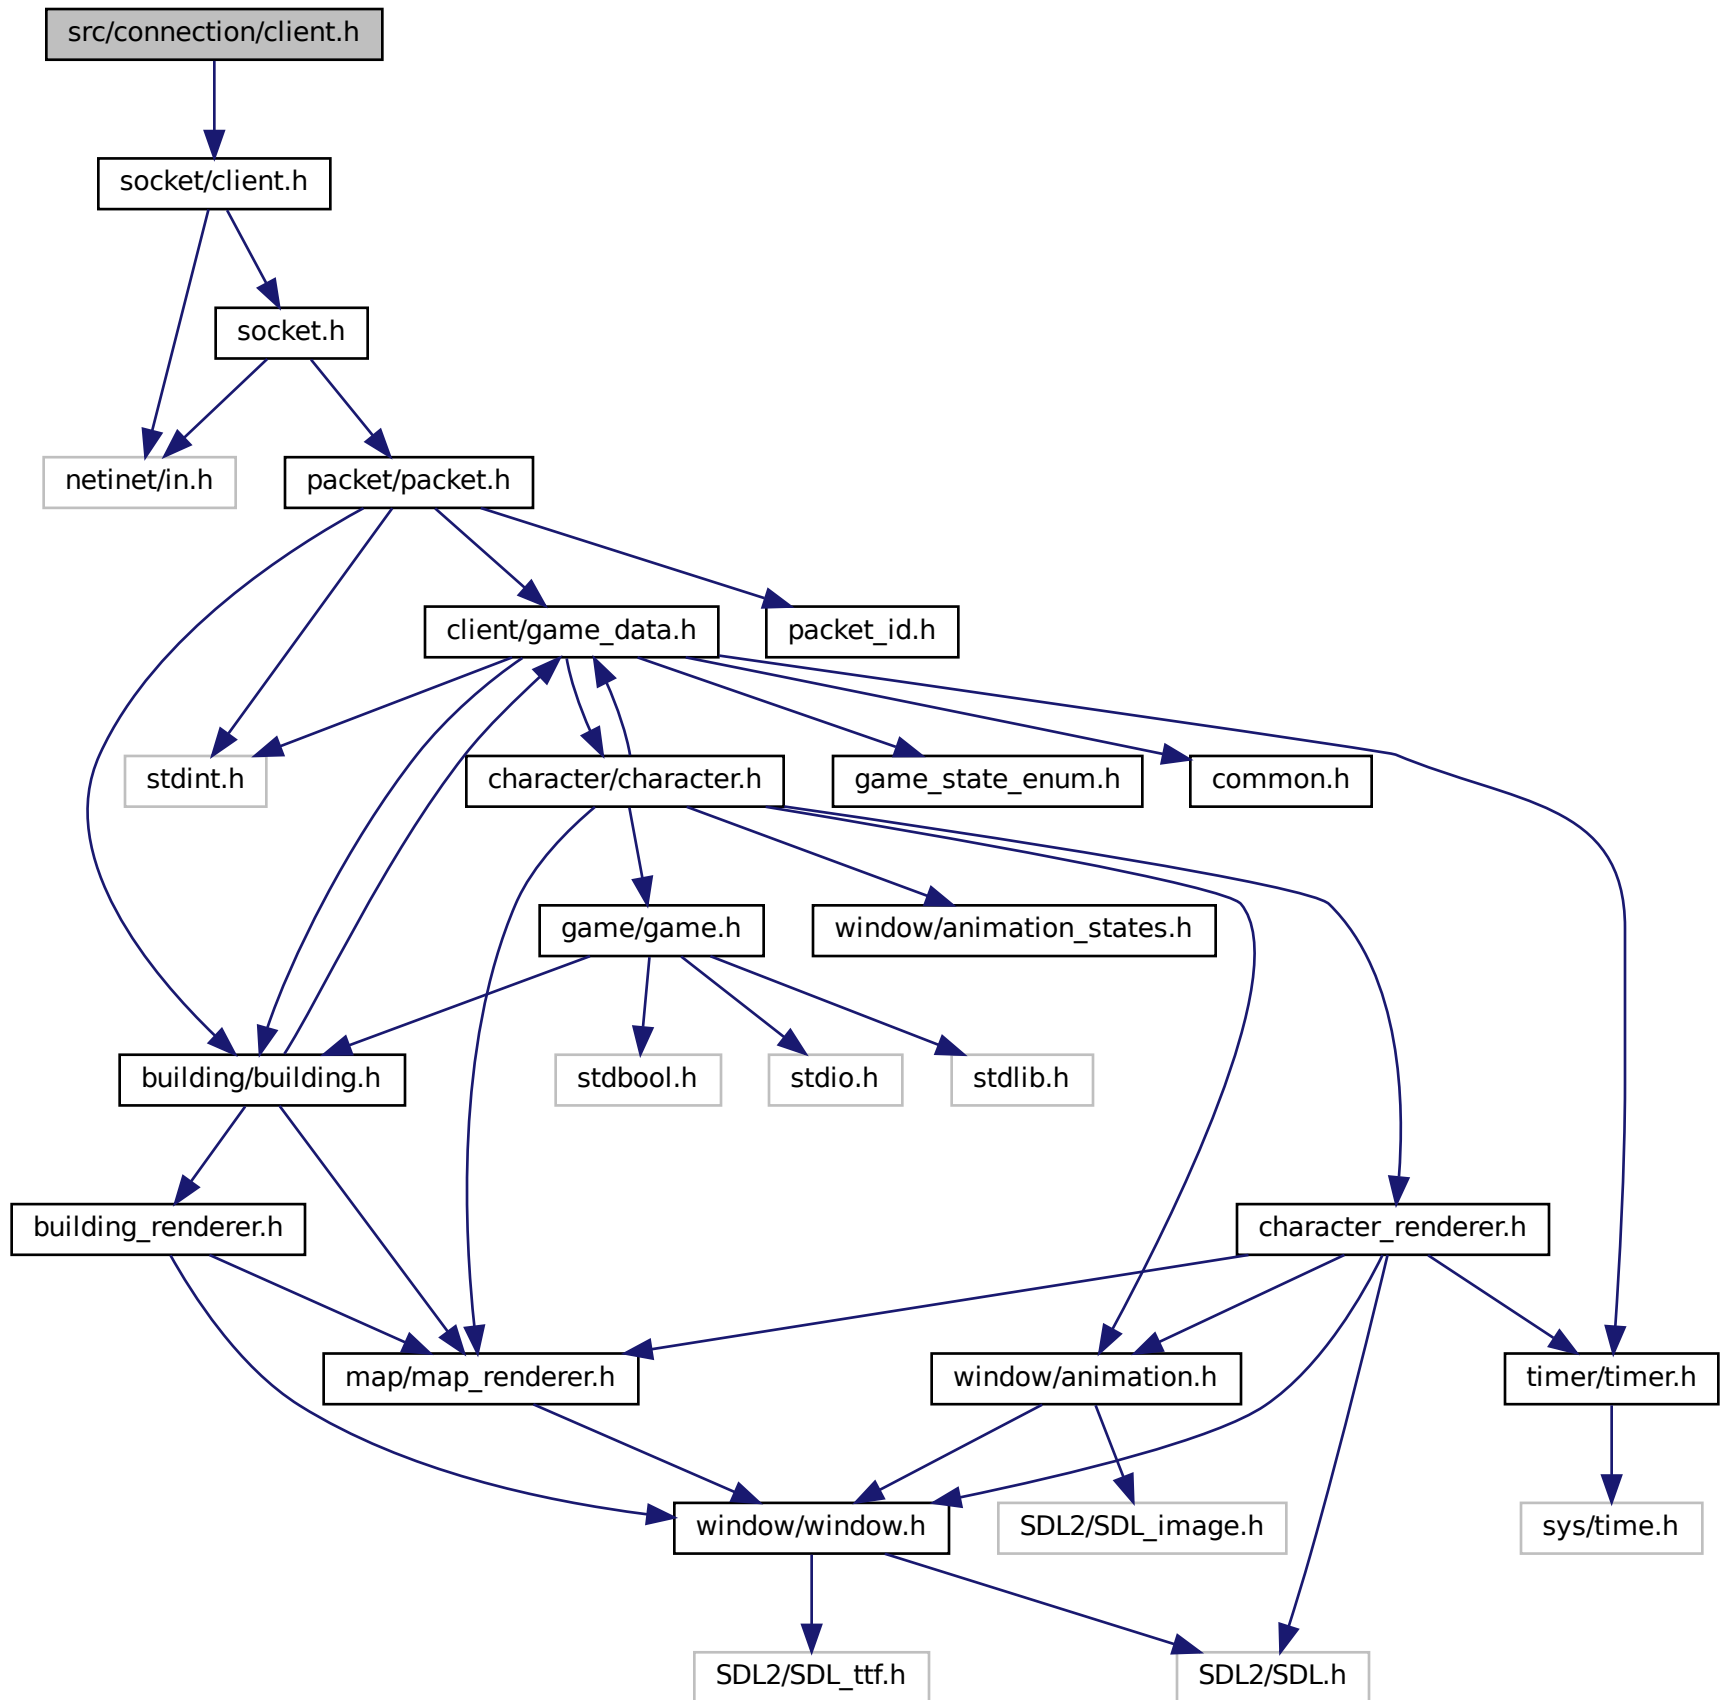 src/connection/client.h
socket/client.h
socket.h
netinet/in.h
packet/packet.h
client/game_data.h
packet_id.h
stdint.h
character/character.h
game_state_enum.h
common.h
game/game.h
window/animation_states.h
building/building.h
stdbool.h
stdio.h
stdlib.h
building_renderer.h
character_renderer.h
map/map_renderer.h
window/animation.h
timer/timer.h
window/window.h
SDL2/SDL_image.h
sys/time.h
SDL2/SDL_ttf.h
SDL2/SDL.h